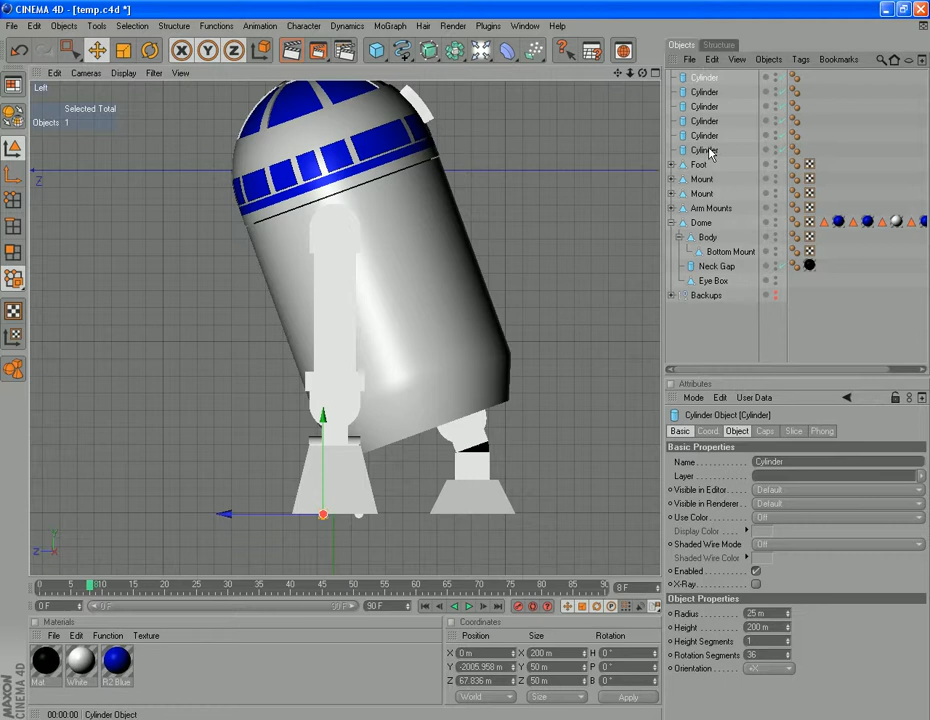 CINEMA 4D - [temp.c4d *]
File Edit Objects Tools Selection Structure Functions Animation Character Dynamics MoGraph Hair Render Plugins Window Help
Objects Structure
File Edit View Objects Tags Bookmarks
Edit Cameras Display Filter View
Left
Selected Total
Objects 1
Cylinder
Cylinder
Cylinder
Cylinder
Cylinder
Cylinder
Foot
Mount
Mount
Arm Mounts
Dome
Body
Bottom Mount
Neck Gap
Eye Box
Backups
Z
Y
Z
Attributes
Mode Edit User Data
Cylinder Object [Cylinder]
Basic Coord. Object Caps Slice Phong
Basic Properties
Name Cylinder
Layer
Visible in Editor Default
Visible in Renderer Default
Use Color Off
Display Color
Shaded Wire Mode Off
Shaded Wire Color
Enabled
X-Ray
Object Properties
Radius 25 m
Height 200 m
Height Segments 1
Rotation Segments 36
Orientation +X
0 5 10 15 20 25 30 35 40 45 50 55 60 65 70 75 80 85 90 8 F
0 F 0 F 90 F 90 F
Materials
File Edit Function Texture
Mat White R2 Blue
Coordinates
Position Size Rotation
X 0 m X 200 m H 0 °
Y -2005.958 m Y 50 m P 0 °
Z 67.836 m Z 50 m B 0 °
World Size Apply
MAXON CINEMA 4D
00:00:00 Cylinder Object